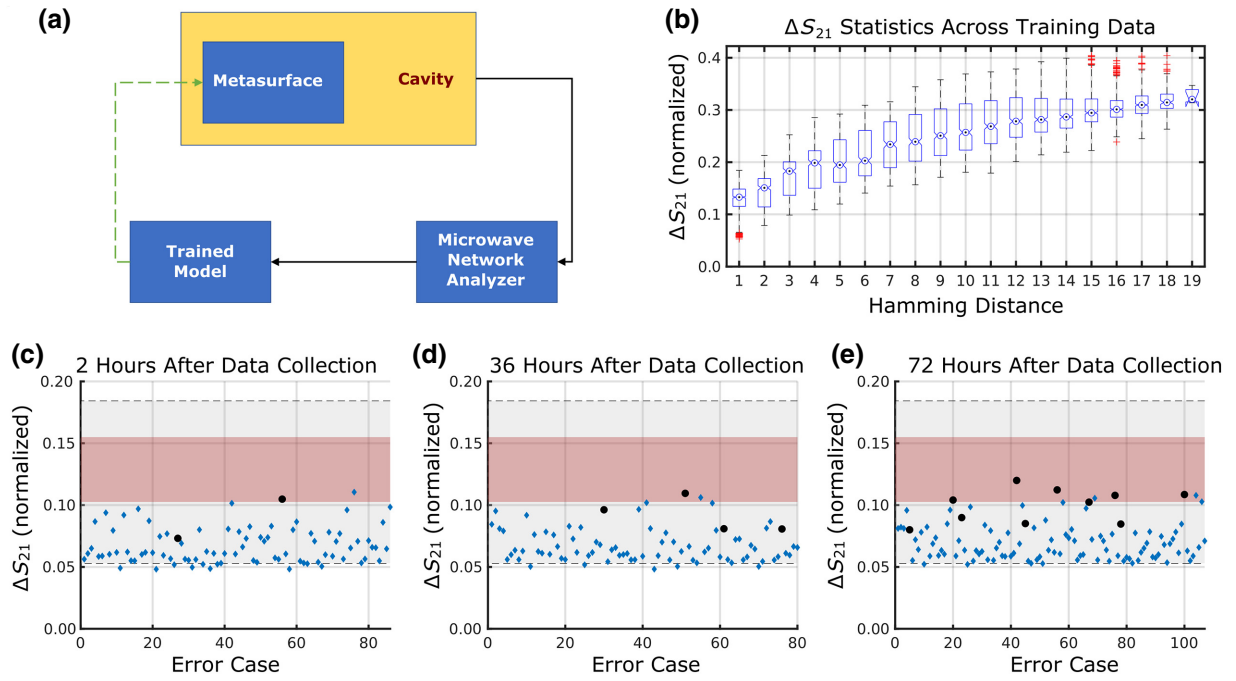 (a)
Metasurface
Cavity
Trained
Model
Microwave
Network
Analyzer
(b)
ΔS21 Statistics Across Training Data
ΔS21 (normalized)
0.4
0.3
0.2
0.1
0.0
1 2 3 4 5 6 7 8 9 10 11 12 13 14 15 16 17 18 19
Hamming Distance
(c)
2 Hours After Data Collection
ΔS21 (normalized)
0.20
0.15
0.10
0.05
0.00
0 20 40 60 80
Error Case
(d)
36 Hours After Data Collection
ΔS21 (normalized)
0.20
0.15
0.10
0.05
0.00
0 20 40 60 80
Error Case
(e)
72 Hours After Data Collection
ΔS21 (normalized)
0.20
0.15
0.10
0.05
0.00
0 20 40 60 80 100
Error Case